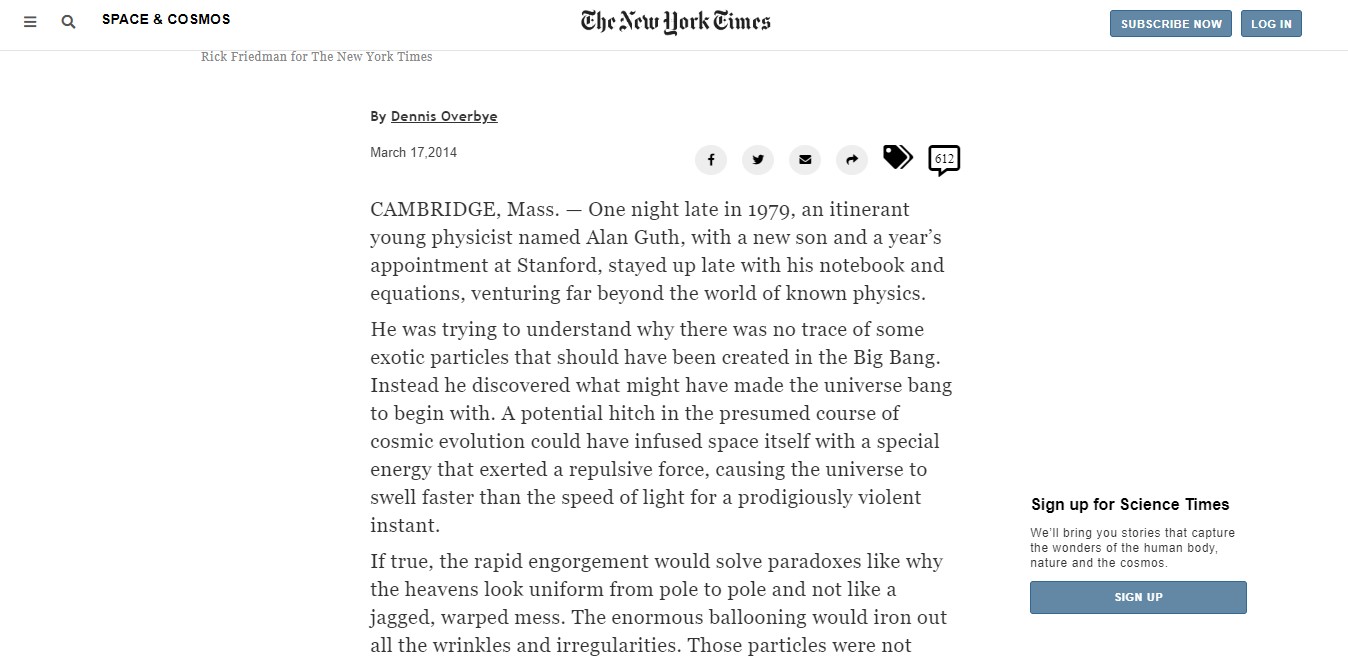 SPACE & COSMOS
The New York Times
SUBSCRIBE NOW
LOG IN
Rick Friedman for The New York Times
By Dennis Overbye
March 17,2014
612
CAMBRIDGE, Mass. — One night late in 1979, an itinerant
young physicist named Alan Guth, with a new son and a year’s
appointment at Stanford, stayed up late with his notebook and
equations, venturing far beyond the world of known physics.
He was trying to understand why there was no trace of some
exotic particles that should have been created in the Big Bang.
Instead he discovered what might have made the universe bang
to begin with. A potential hitch in the presumed course of
cosmic evolution could have infused space itself with a special
energy that exerted a repulsive force, causing the universe to
swell faster than the speed of light for a prodigiously violent
instant.
If true, the rapid engorgement would solve paradoxes like why
the heavens look uniform from pole to pole and not like a
jagged, warped mess. The enormous ballooning would iron out
all the wrinkles and irregularities. Those particles were not
Sign up for Science Times
We’ll bring you stories that capture
the wonders of the human body,
nature and the cosmos.
SIGN UP